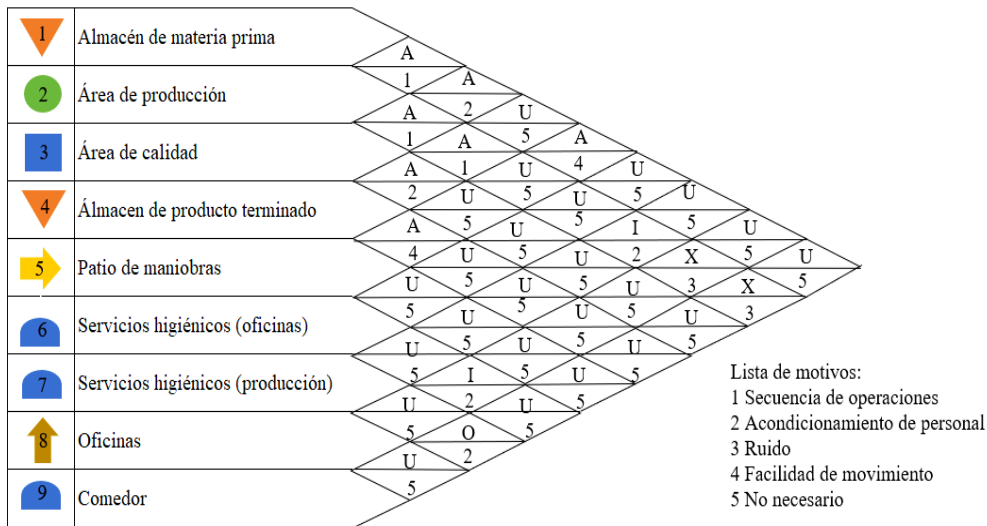 1 Almacén de materia prima
A
1 A
2 Área de producción
A 2 U
1 A 5 A
3 Área de calidad
A 1 U 4 U
2 U 5 U 5 U
4 Álmacen de producto terminado
A 5 U 5 I 5 U
4 U 5 U 2 X 5 U
5 Patio de maniobras
U 5 U 5 U 3 X 5
5 U 5 U 5 U 3
6 Servicios higiénicos (oficinas)
U 5 U 5 U 5
5 I 5 U 5
7 Servicios higiénicos (producción)
U 2 U 5
5 O 5
8 Oficinas
U 2
5
9 Comedor
Lista de motivos:
1 Secuencia de operaciones
2 Acondicionamiento de personal
3 Ruido
4 Facilidad de movimiento
5 No necesario